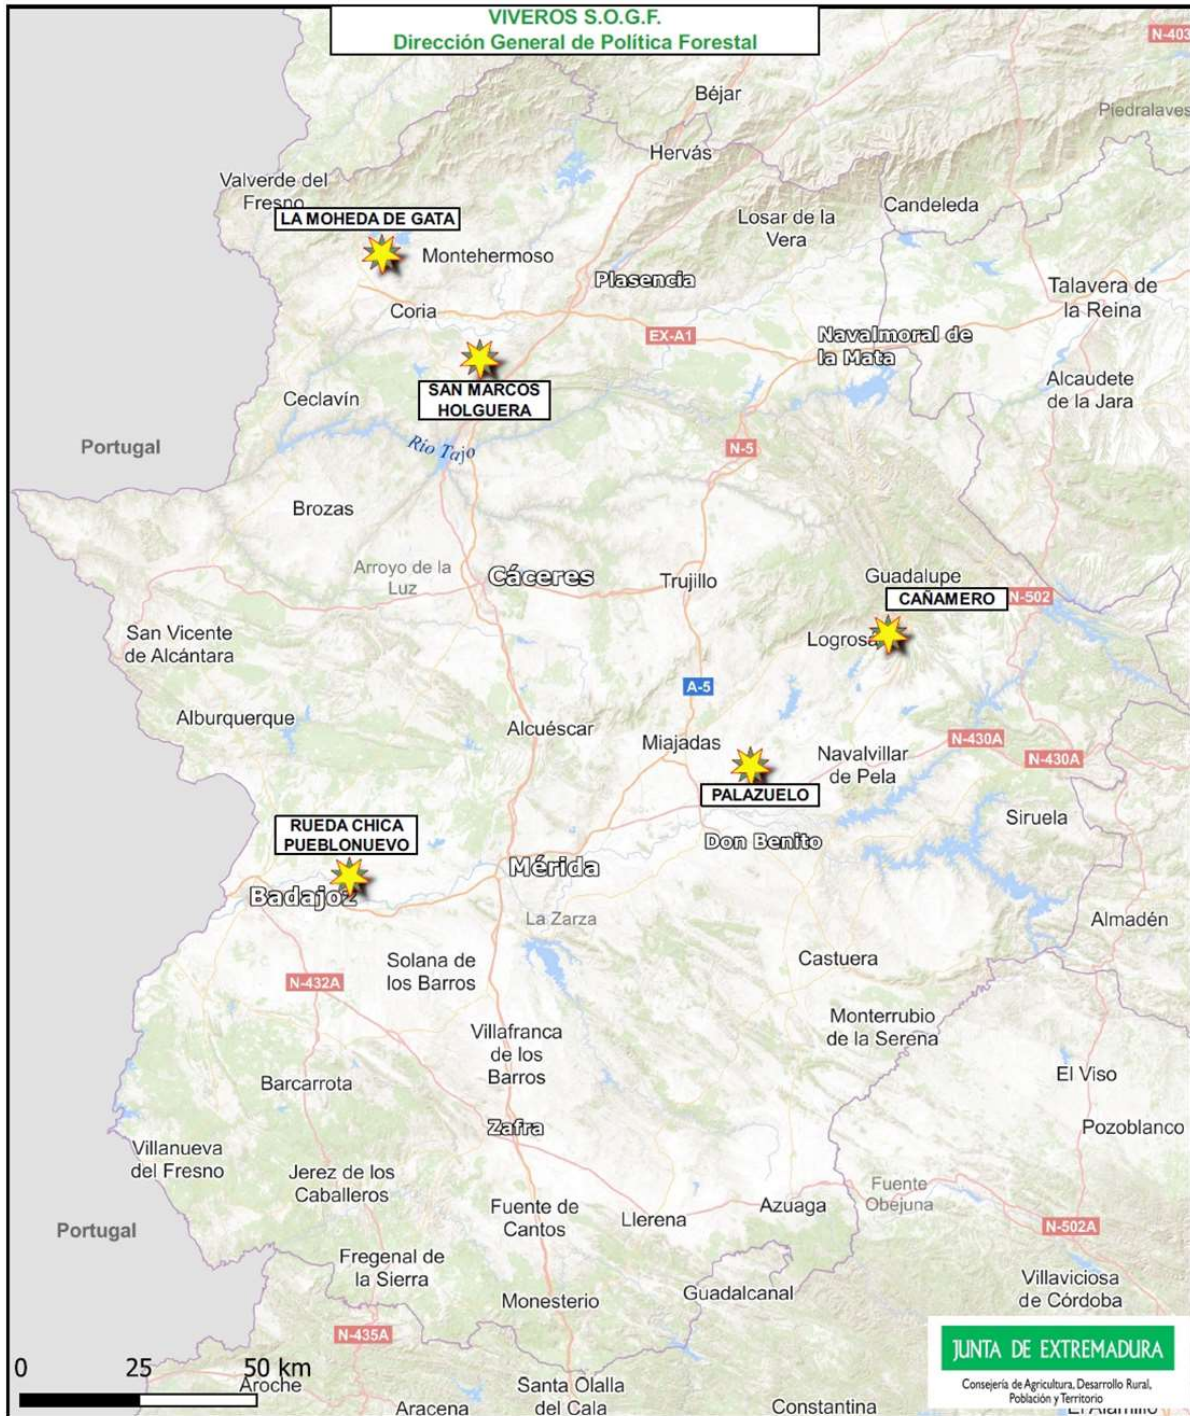 VIVEROS S.O.G.F.
Dirección General de Política Forestal
N-403
Béjar
Piedralaves
Hervás
Valverde del
Fresno
Candeleda
LA MOHEDA DE GATA
Losar de la
Vera
Montehermoso
Plasencia
Talavera de
la Reina
Coria
EX-A1
Navalmoral de
la Mata
SAN MARCOS
HOLGUERA
Ceclavín
Alcaudete
de la Jara
Portugal
Río Tajo
N-5
Brozas
Arroyo de la
Luz
Cáceres
Trujillo
Guadalupe
CAÑAMERO
N-502
San Vicente
de Alcántara
Logrosá
A-5
Alburquerque
Alcuéscar
Miajadas
Navalvillar
de Pela
N-430A
N-430A
PALAZUELO
Siruela
RUEDA CHICA
PUEBLONUEVO
Don Benito
Mérida
Badajoz
La Zarza
Almadén
Solana de
los Barros
Castuera
N-432A
Monterrubio
de la Serena
Villafranca
de los
Barros
El Viso
Barcarrota
Zafra
Pozoblanco
Villanueva
del Fresno
Jerez de los
Caballeros
Fuente
Obejuna
Fuente de
Cantos
Llerena
Azuaga
Portugal
N-502A
Fregenal de
la Sierra
Villaviciosa
de Córdoba
Monesterio
Guadalcanal
N-435A
JUNTA DE EXTREMADURA
Consejería de Agricultura, Desarrollo Rural,
Población y Territorio
0 25 50 km
Aroche
Santa Olalla
del Cala
Aracena
Constantina
El Alamillo